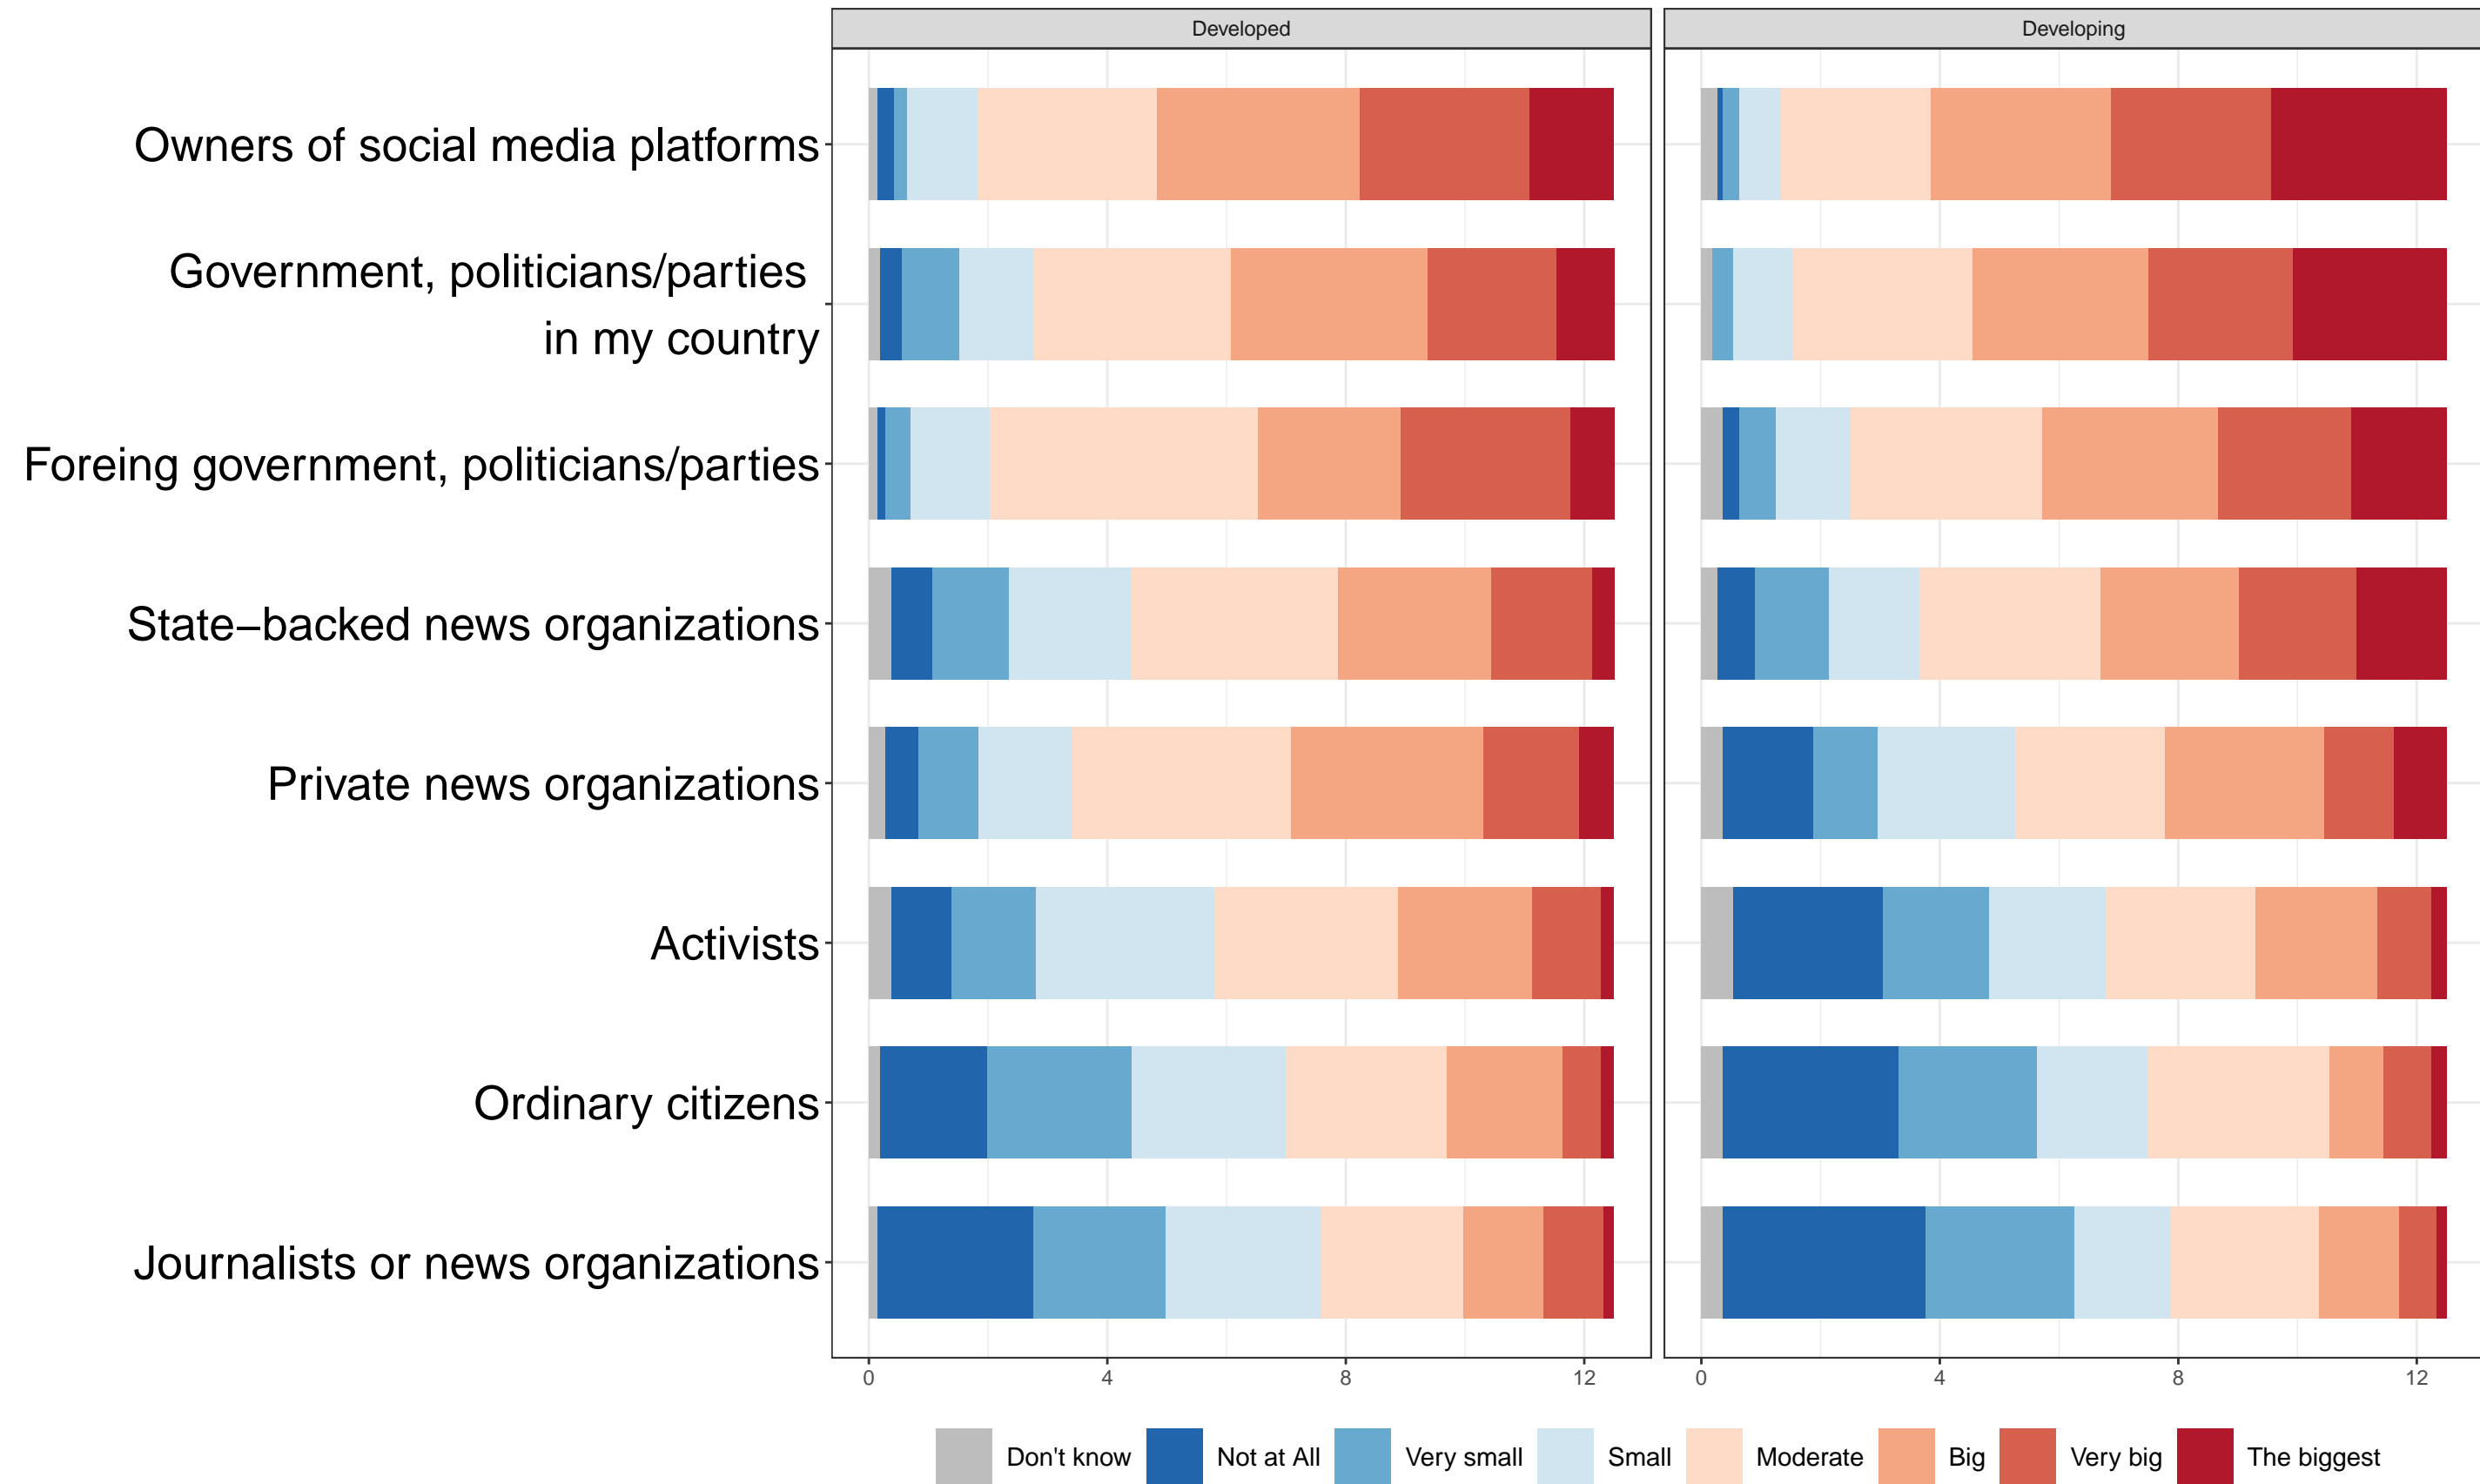 Developed
Developing
Owners of social media platforms
Government, politicians/parties
in my country
Foreing government, politicians/parties
State–backed news organizations
Private news organizations
Activists
Ordinary citizens
Journalists or news organizations
0 4 8 12
0 4 8 12
Don't know Not at All Very small Small Moderate Big Very big The biggest